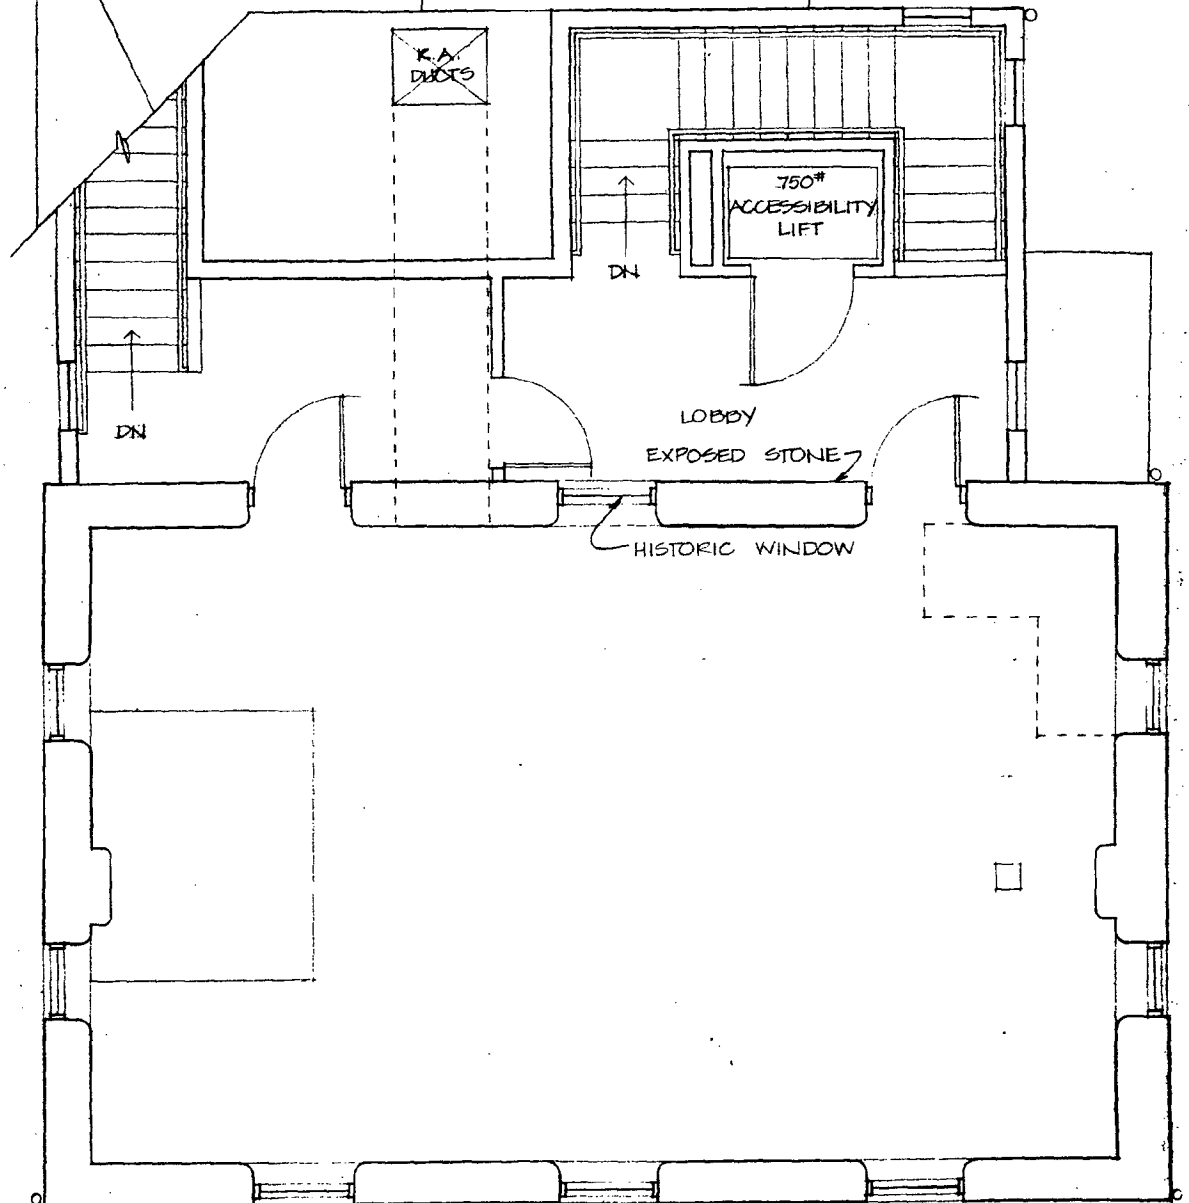 R.A.
DUCTS
750#
ACCESSIBILITY
LIFT
DN
DN
LOBBY
EXPOSED STONE
HISTORIC WINDOW